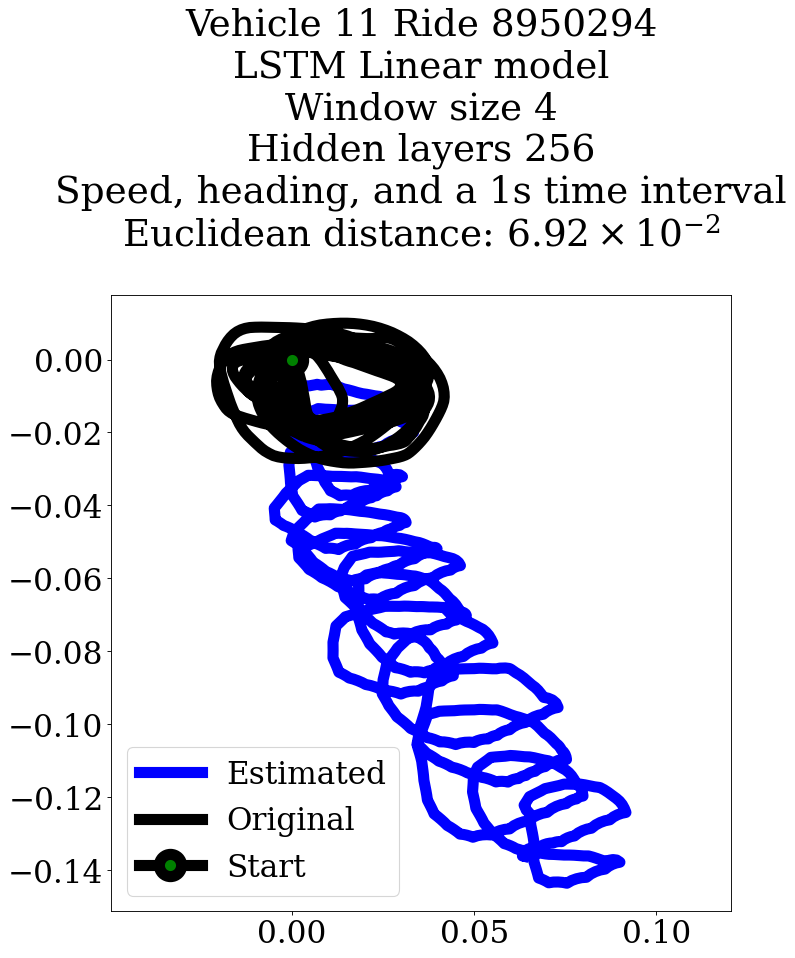 Vehicle 11 Ride 8950294
LSTM Linear model
Window size 4
Hidden layers 256
Speed, heading, and a 1s time interval
Euclidean distance: 6.92 × 10⁻²
0.00
−0.02
−0.04
−0.06
−0.08
−0.10
−0.12
−0.14
Estimated
Original
Start
0.00
0.05
0.10